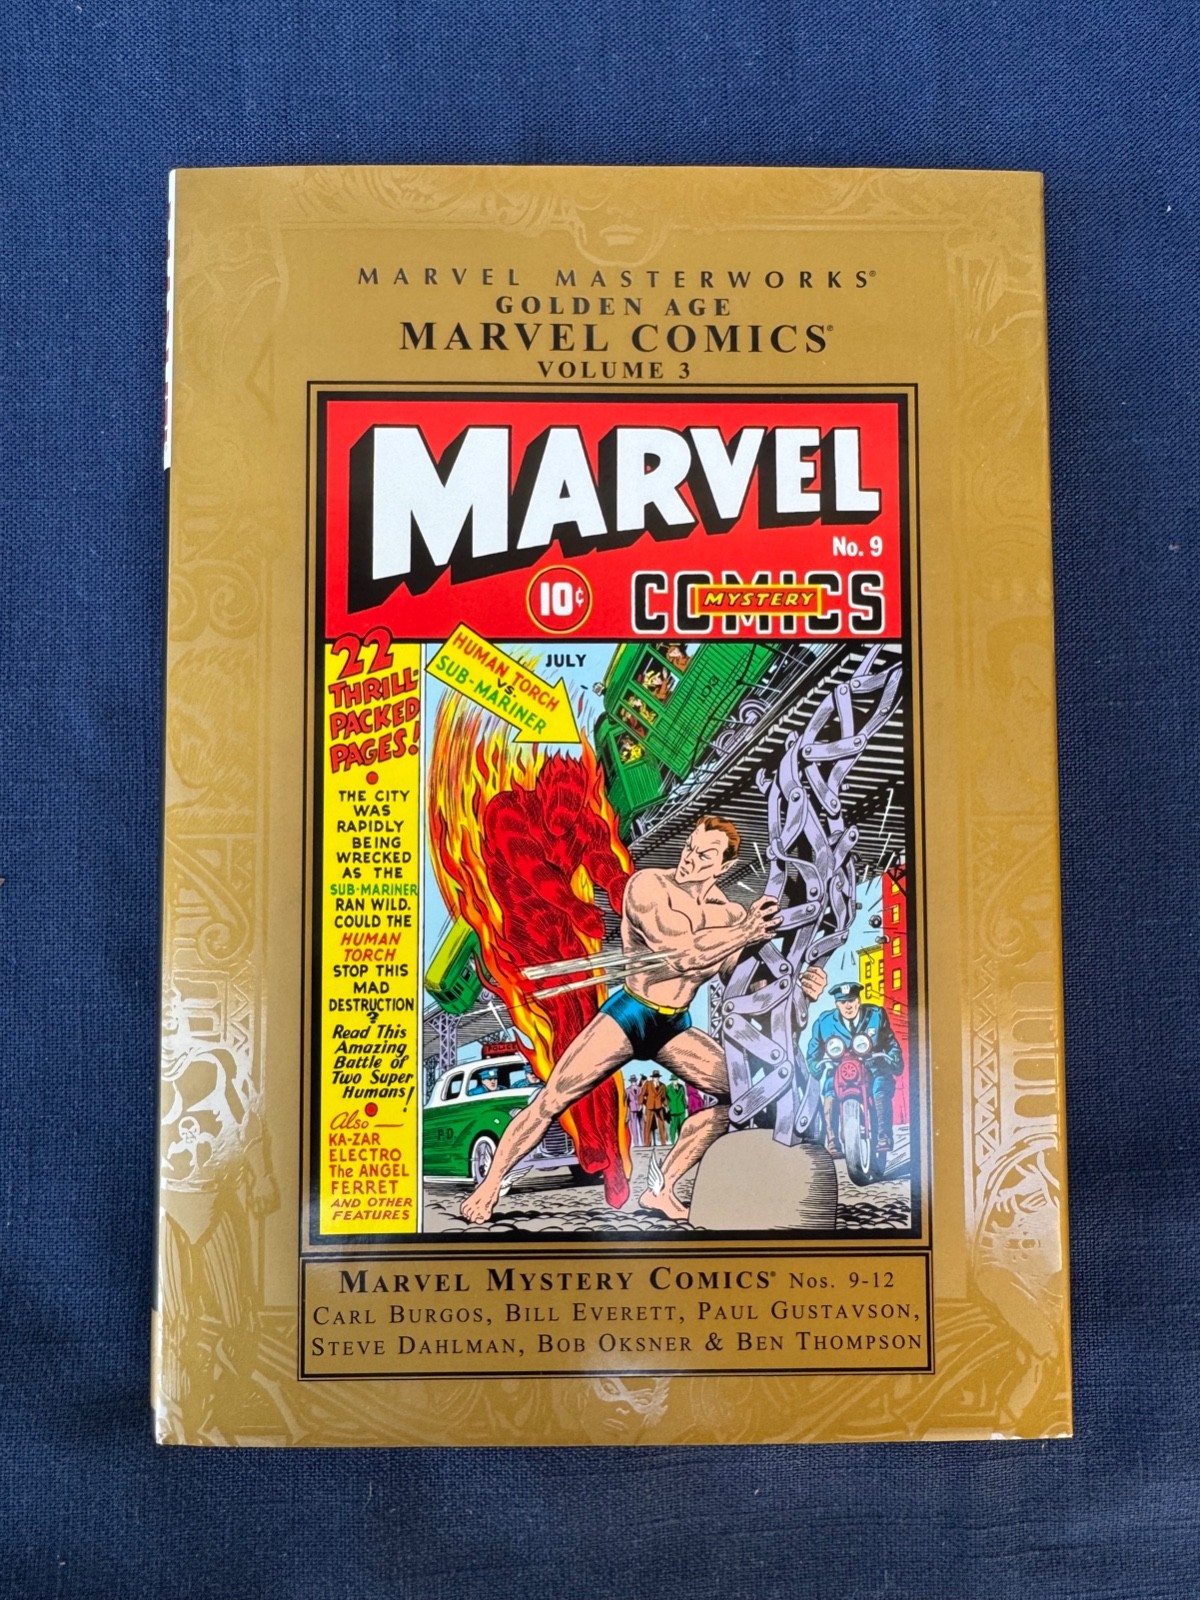 MARVEL MASTERWORKS®
GOLDEN AGE
MARVEL COMICS®
VOLUME 3
MARVEL
No. 9
10¢
COMICS
MYSTERY
22
THRILL-
PACKED
PAGES!
HUMAN TORCH
VS.
SUB-MARINER
JULY
THE CITY
WAS
RAPIDLY
BEING
WRECKED
AS THE
SUB-MARINER
RAN WILD.
COULD THE
HUMAN
TORCH
STOP THIS
MAD
DESTRUCTION
?
Read This
Amazing
Battle of
Two Super
Humans!
Also —
KA-ZAR
ELECTRO
The ANGEL
FERRET
AND OTHER
FEATURES
POLICE
P.D.
MARVEL MYSTERY COMICS® NOS. 9-12
CARL BURGOS, BILL EVERETT, PAUL GUSTAVSON,
STEVE DAHLMAN, BOB OKSNER & BEN THOMPSON